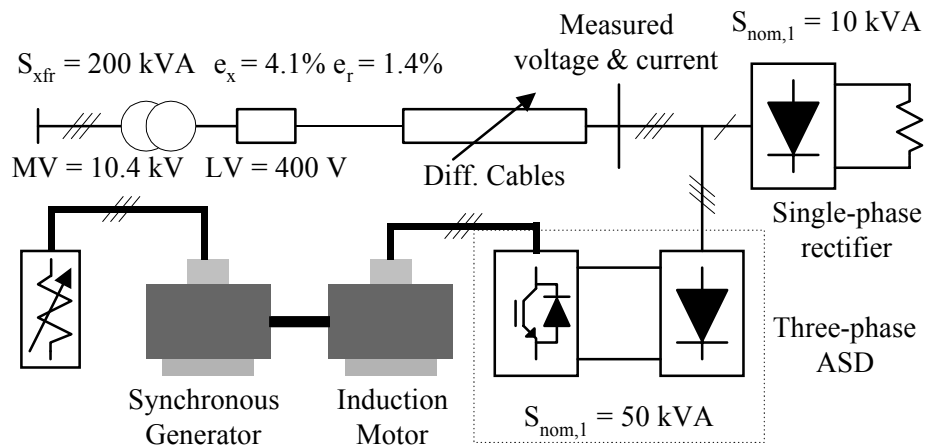 S_nom,1 = 10 kVA
Measured
voltage & current
S_xfr = 200 kVA e_x = 4.1% e_r = 1.4%
MV = 10.4 kV LV = 400 V
Diff. Cables
Single-phase
rectifier
Three-phase
ASD
Synchronous
Generator
Induction
Motor
S_nom,1 = 50 kVA